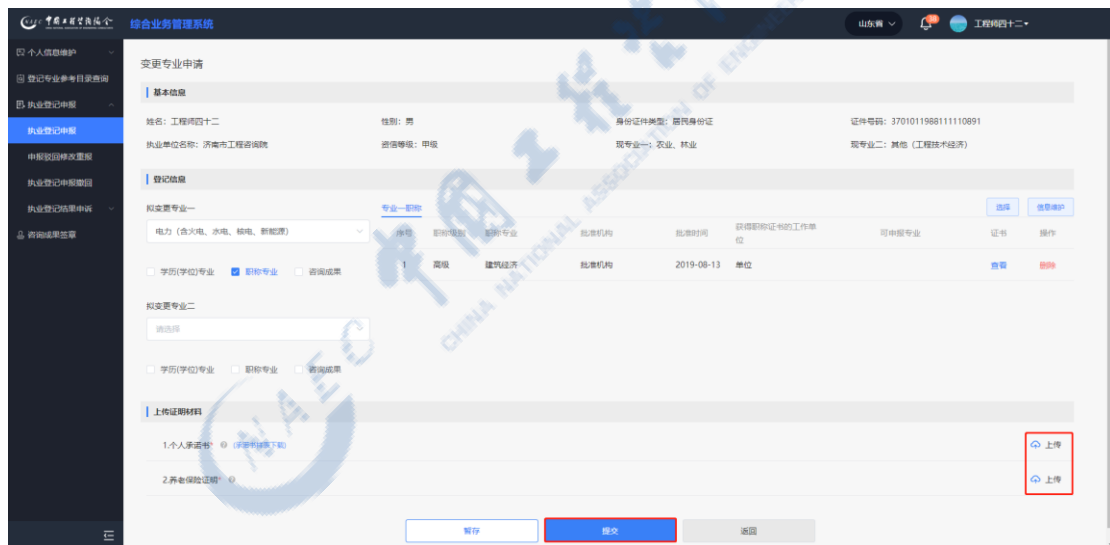 中国工程咨询协会
综合业务管理系统
山东省
工程师四十二
个人信息维护
登记专业参考目录查询
执业登记申报
执业登记申报
申报驳回修改重报
执业登记申报撤回
执业登记结果申诉
咨询成果签章
变更专业申请
基本信息
姓名：工程师四十二 性别：男 身份证件类型：居民身份证 证件号码：3701011988111110891
执业单位名称：济南市工程咨询院 资信等级：甲级 现专业一：农业、林业 现专业二：其他（工程技术经济）
登记信息
拟变更专业一
专业一职称
选择 信息维护
电力（含火电、水电、核电、新能源）
序号 职称级别 职称专业 批准机构 批准时间 获得职称证书的工作单位 可申报专业 证书 操作
学历(学位)专业 职称专业 咨询成果
1 高级 建筑经济 批准机构 2019-08-13 单位 查看 删除
拟变更专业二
请选择
学历(学位)专业 职称专业 咨询成果
上传证明材料
1.个人承诺书* (承诺书模票下载) 上传
2.养老保险证明* 上传
暂存 提交 返回
NAEC
CHINA NATIONAL ASSOCIATION OF ENGINEER